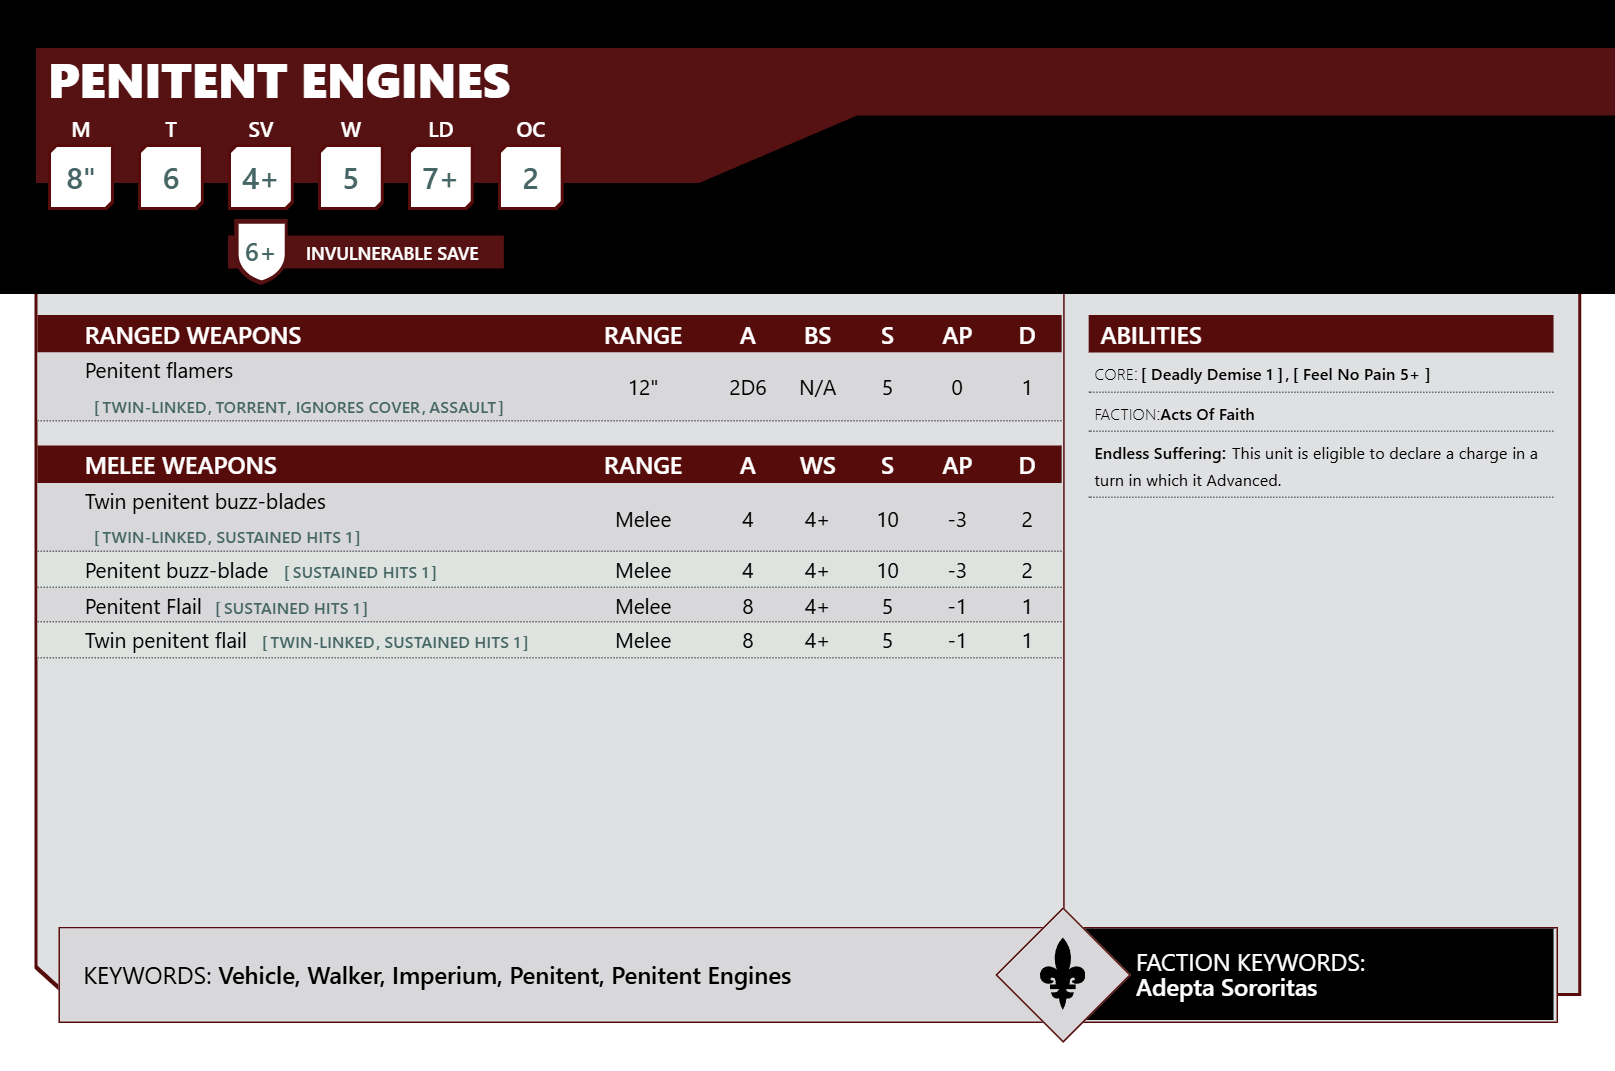 PENITENT ENGINES
M T SV W LD OC
8" 6 4+ 5 7+ 2
6+ INVULNERABLE SAVE
RANGED WEAPONS RANGE A BS S AP D
Penitent flamers
12" 2D6 N/A 5 0 1
[TWIN-LINKED, TORRENT, IGNORES COVER, ASSAULT]
MELEE WEAPONS RANGE A WS S AP D
Twin penitent buzz-blades
Melee 4 4+ 10 -3 2
[TWIN-LINKED, SUSTAINED HITS 1]
Penitent buzz-blade [SUSTAINED HITS 1] Melee 4 4+ 10 -3 2
Penitent Flail [SUSTAINED HITS 1] Melee 8 4+ 5 -1 1
Twin penitent flail [TWIN-LINKED, SUSTAINED HITS 1] Melee 8 4+ 5 -1 1
ABILITIES
CORE: [ Deadly Demise 1 ], [ Feel No Pain 5+ ]
FACTION:Acts Of Faith
Endless Suffering: This unit is eligible to declare a charge in a
turn in which it Advanced.
KEYWORDS: Vehicle, Walker, Imperium, Penitent, Penitent Engines
FACTION KEYWORDS:
Adepta Sororitas